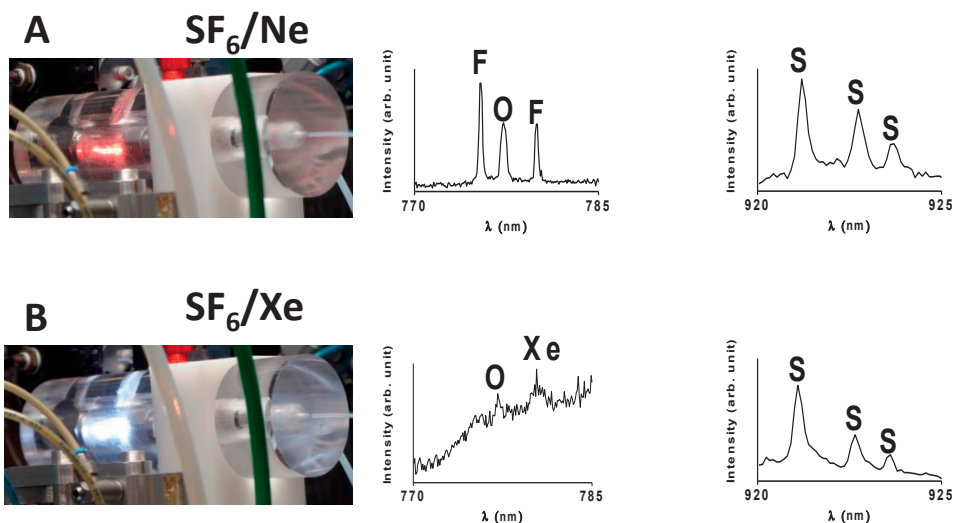 A
SF6/Ne
F
O
F
Intensity (arb. unit)
770
785
λ (nm)
S
S
S
Intensity (arb. unit)
920
925
λ (nm)
B
SF6/Xe
O
Xe
Intensity (arb. unit)
770
785
λ (nm)
S
S
S
Intensity (arb. unit)
920
925
λ (nm)